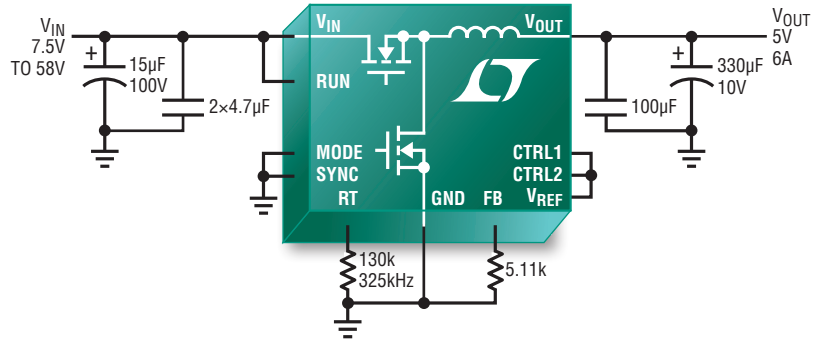 VIN
7.5V
TO 58V
+
15µF
100V
2×4.7µF
VIN
RUN
MODE
SYNC
RT
GND
FB
VOUT
CTRL1
CTRL2
VREF
130k
325kHz
5.11k
100µF
+
330µF
10V
VOUT
5V
6A